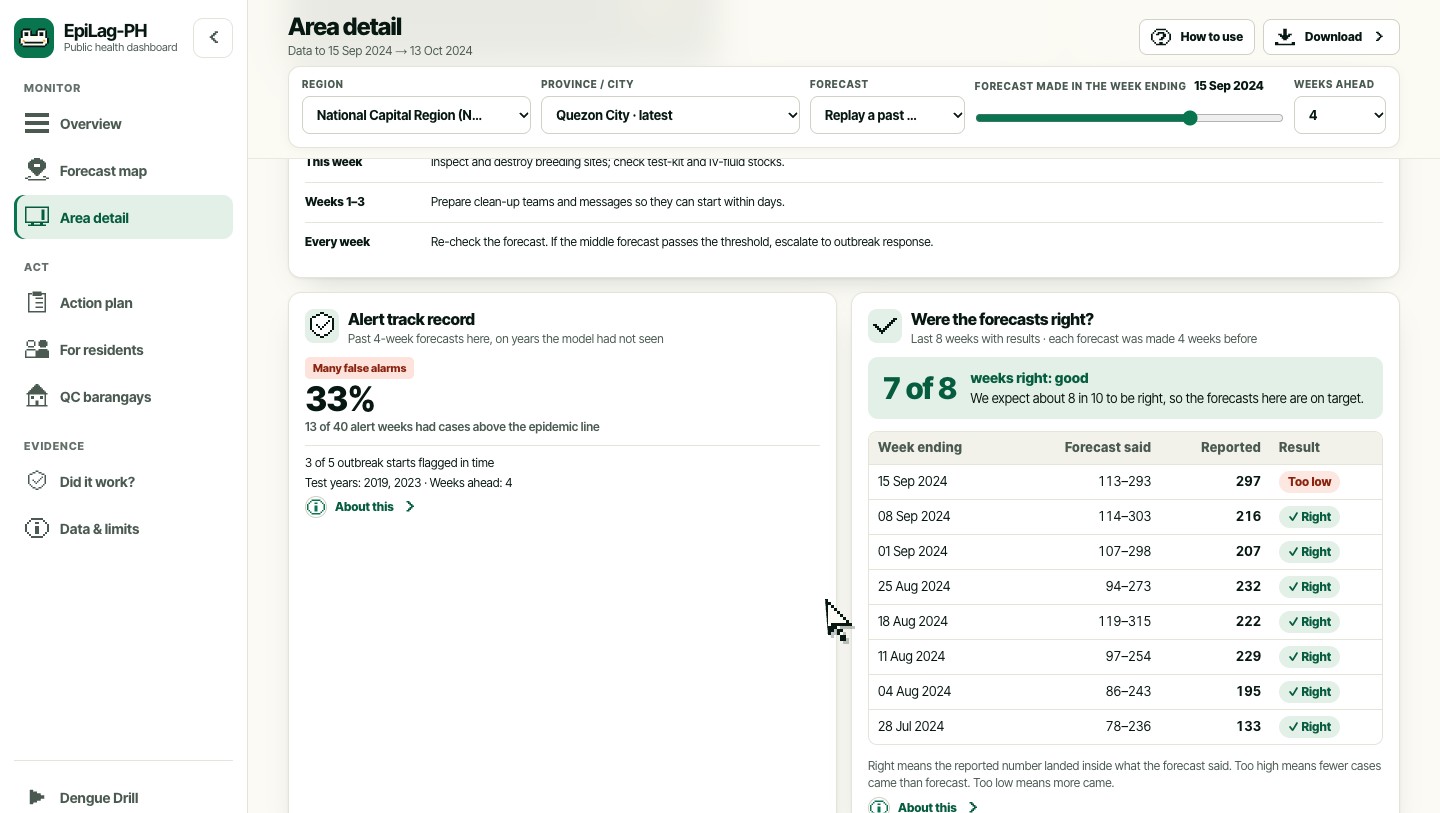 EpiLag-PH
Public health dashboard
MONITOR
Overview
Forecast map
Area detail
ACT
Action plan
For residents
QC barangays
EVIDENCE
Did it work?
Data & limits
Dengue Drill
Area detail
Data to 15 Sep 2024 → 13 Oct 2024
How to use
Download
REGION
National Capital Region (N...
PROVINCE / CITY
Quezon City · latest
FORECAST
Replay a past ...
FORECAST MADE IN THE WEEK ENDING 15 Sep 2024
WEEKS AHEAD
4
This week Inspect and destroy breeding sites; check test-kit and IV-fluid stocks.
Weeks 1–3 Prepare clean-up teams and messages so they can start within days.
Every week Re-check the forecast. If the middle forecast passes the threshold, escalate to outbreak response.
Alert track record
Past 4-week forecasts here, on years the model had not seen
Many false alarms
33%
13 of 40 alert weeks had cases above the epidemic line
3 of 5 outbreak starts flagged in time
Test years: 2019, 2023 · Weeks ahead: 4
About this
Were the forecasts right?
Last 8 weeks with results · each forecast was made 4 weeks before
7 of 8
weeks right: good
We expect about 8 in 10 to be right, so the forecasts here are on target.
Week ending Forecast said Reported Result
15 Sep 2024 113–293 297 Too low
08 Sep 2024 114–303 216 ✓ Right
01 Sep 2024 107–298 207 ✓ Right
25 Aug 2024 94–273 232 ✓ Right
18 Aug 2024 119–315 222 ✓ Right
11 Aug 2024 97–254 229 ✓ Right
04 Aug 2024 86–243 195 ✓ Right
28 Jul 2024 78–236 133 ✓ Right
Right means the reported number landed inside what the forecast said. Too high means fewer cases
came than forecast. Too low means more came.
About this